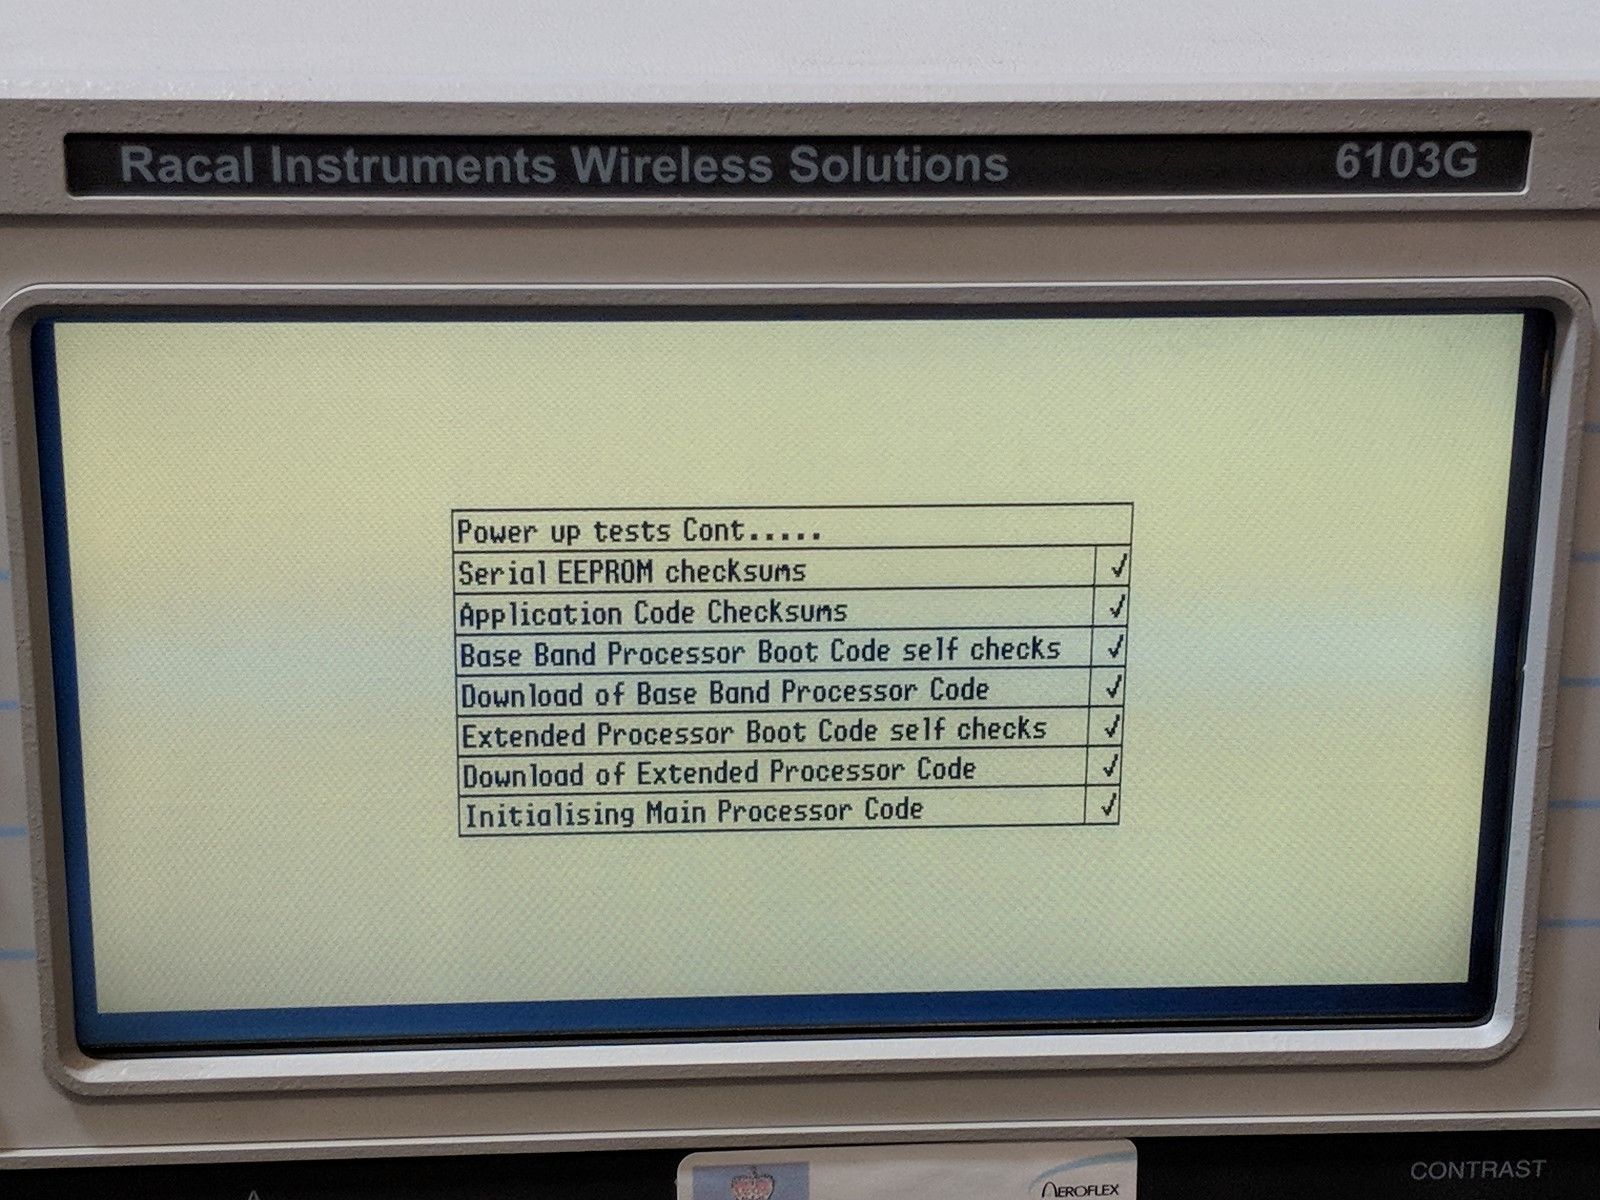 Racal Instruments Wireless Solutions 6103G
Power up tests Cont.....
Serial EEPROM checksums ✓
Application Code Checksums ✓
Base Band Processor Boot Code self checks ✓
Download of Base Band Processor Code ✓
Extended Processor Boot Code self checks ✓
Download of Extended Processor Code ✓
Initialising Main Processor Code ✓
CONTRAST
AEROFLEX